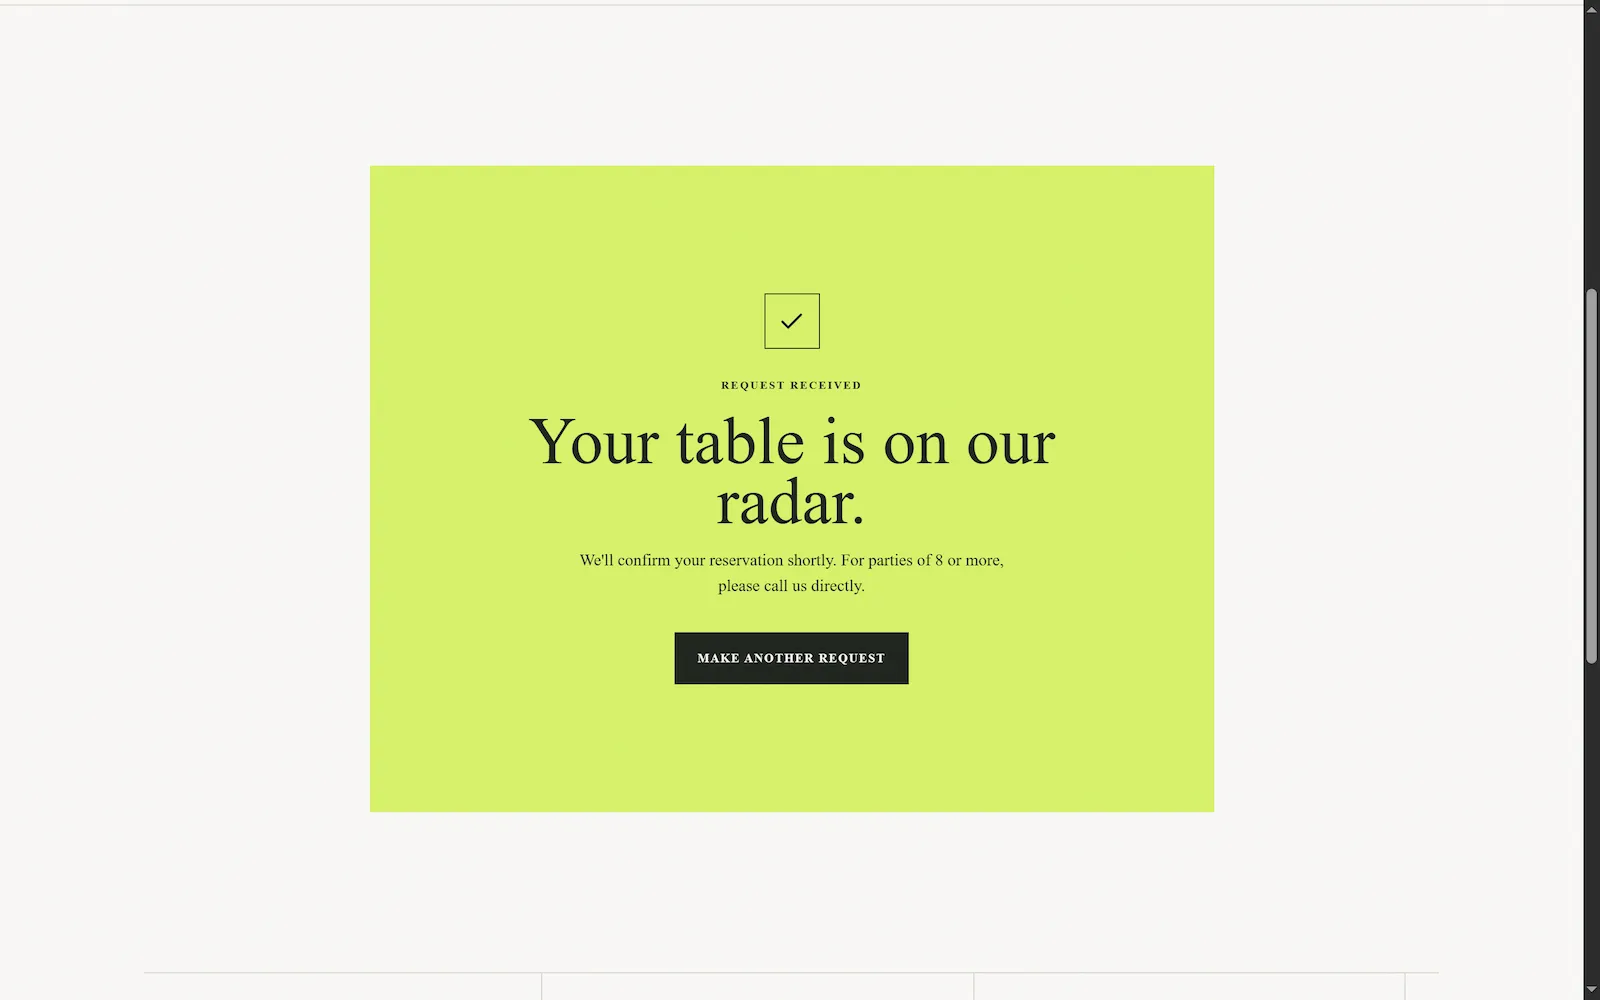 REQUEST RECEIVED
Your table is on our
radar.
We'll confirm your reservation shortly. For parties of 8 or more,
please call us directly.
MAKE ANOTHER REQUEST